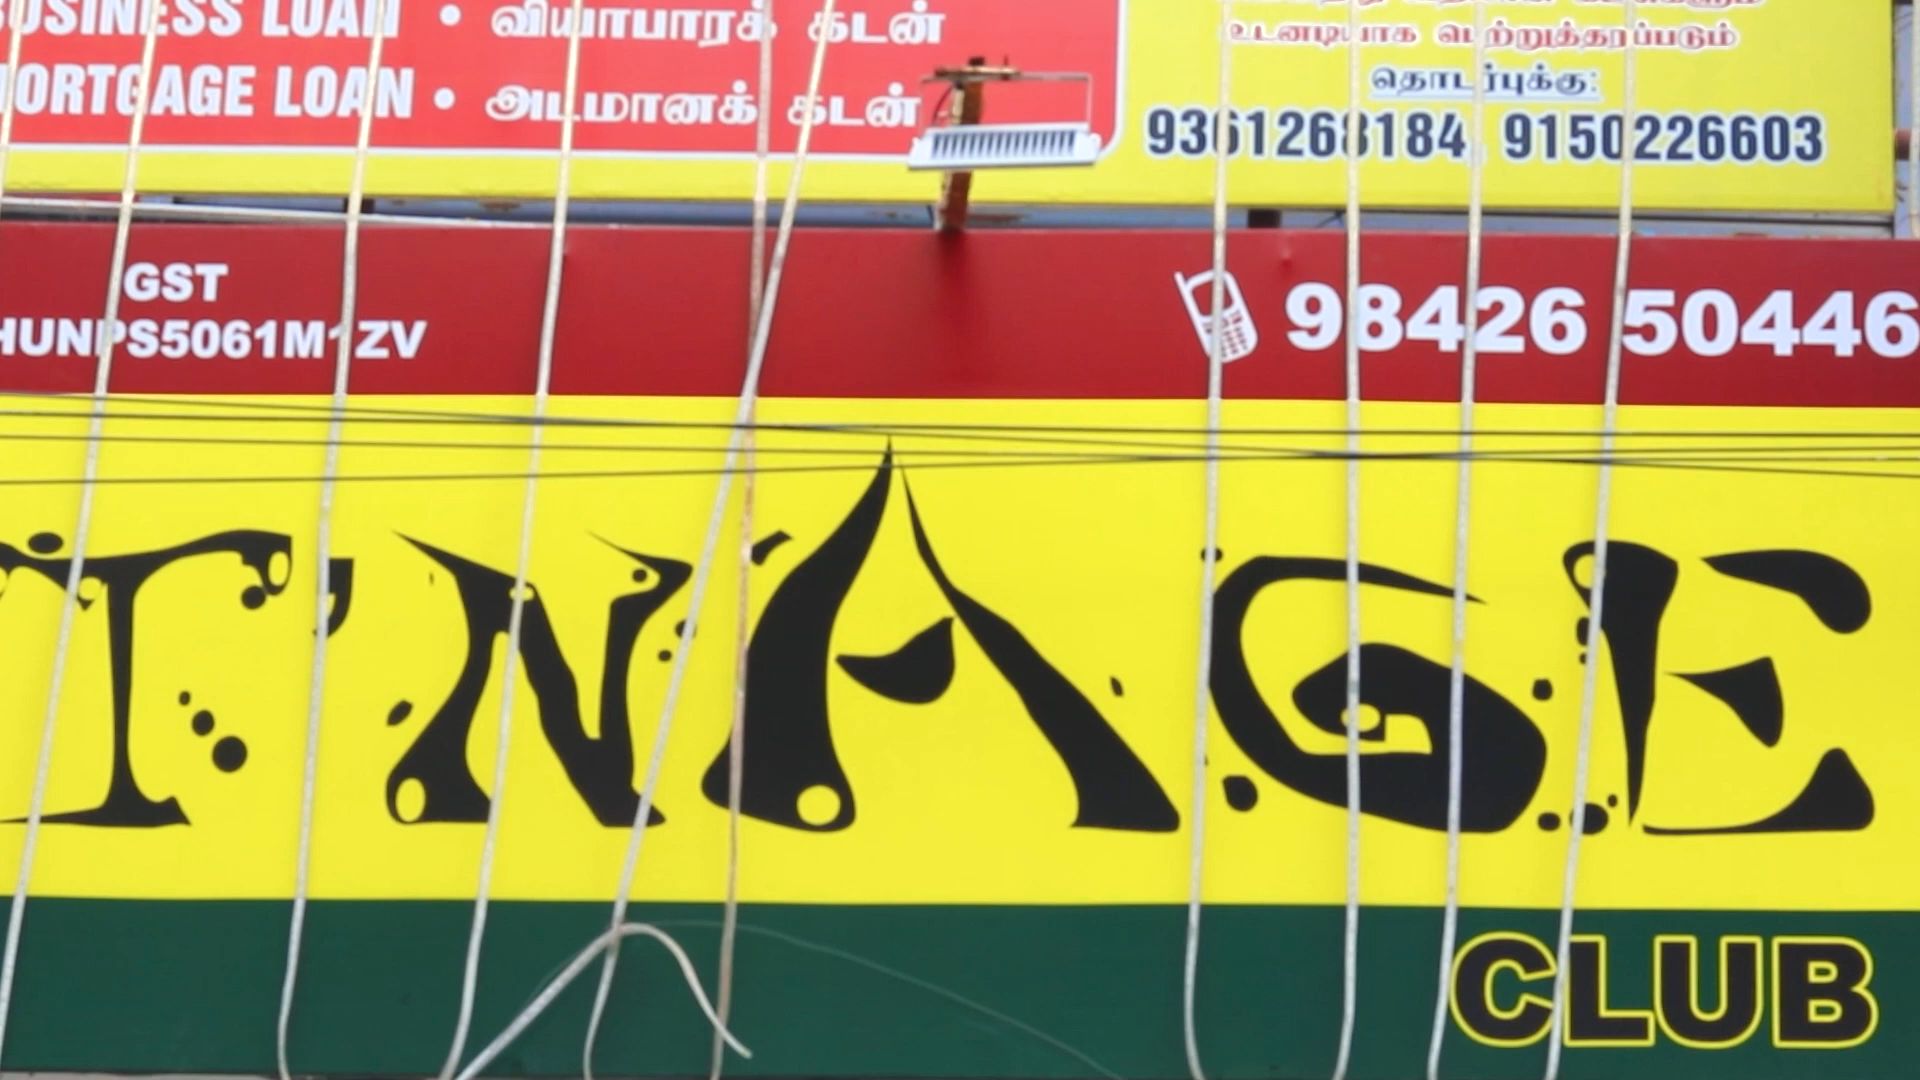 BUSINESS LOAN • வியாபாரக் கடன்
MORTGAGE LOAN • அடமானக் கடன்
உடனடியாக பெற்றுத்தரப்படும்
தொடர்புக்கு:
9361268184, 9150226603
GST
HUNPS5061M1ZV
98426 50446
T'NAGE
CLUB